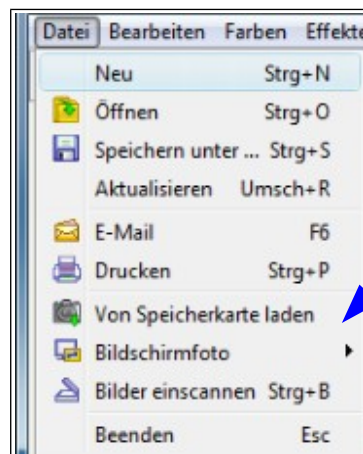 Datei Bearbeiten Farben Effekte
Neu Strg+N
Öffnen Strg+O
Speichern unter ... Strg+S
Aktualisieren Umsch+R
E-Mail F6
Drucken Strg+P
Von Speicherkarte laden
Bildschirmfoto
Bilder einscannen Strg+B
Beenden Esc